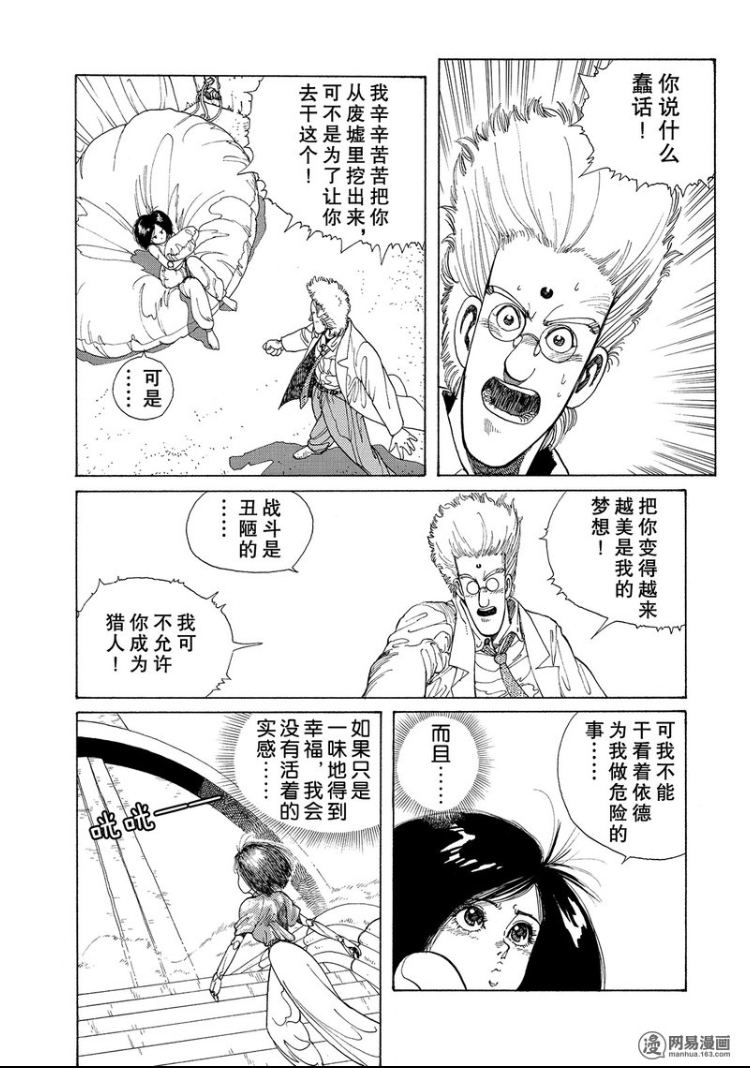 你说什么
蠢话！
我辛辛苦苦把你
从废墟里挖出来，
可不是为了让你
去干这个！
可是
……
把你变得越来
越美是我的
梦想！
战斗是
丑陋的
……
我可
不允许
你成为
猎人！
可我不能
干看着依德
为我做危险的
事……
而且
……
如果只是
一味地得到
幸福，我会
没有活着的
实感……
咣咣
漫 网易漫画
manhua.163.com